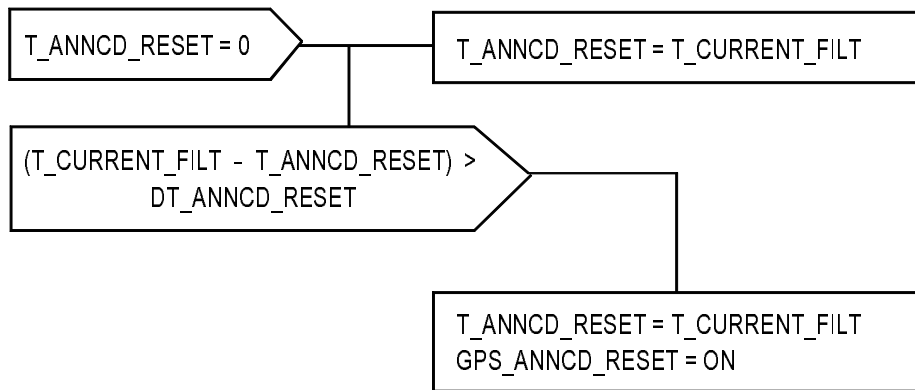 T_ANNCD_RESET = 0
T_ANNCD_RESET = T_CURRENT_FILT
(T_CURRENT_FILT - T_ANNCD_RESET) >
DT_ANNCD_RESET
T_ANNCD_RESET = T_CURRENT_FILT
GPS_ANNCD_RESET = ON